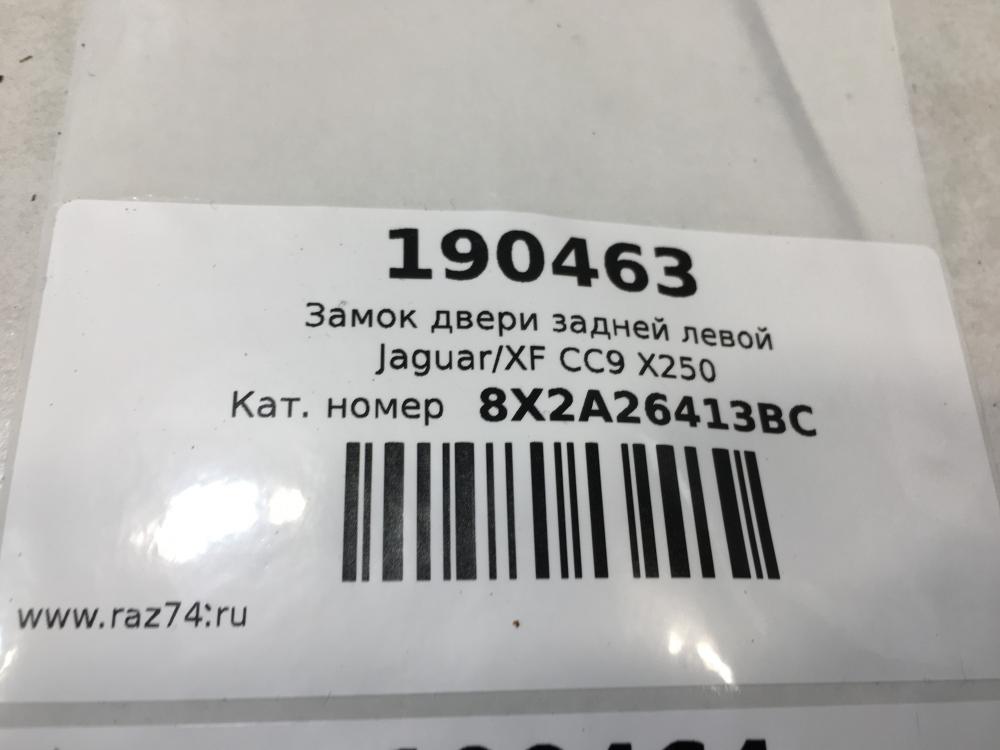 190463
Замок двери задней левой
Jaguar/XF CC9 X250
Кат. номер 8X2A26413BC
www.raz74.ru